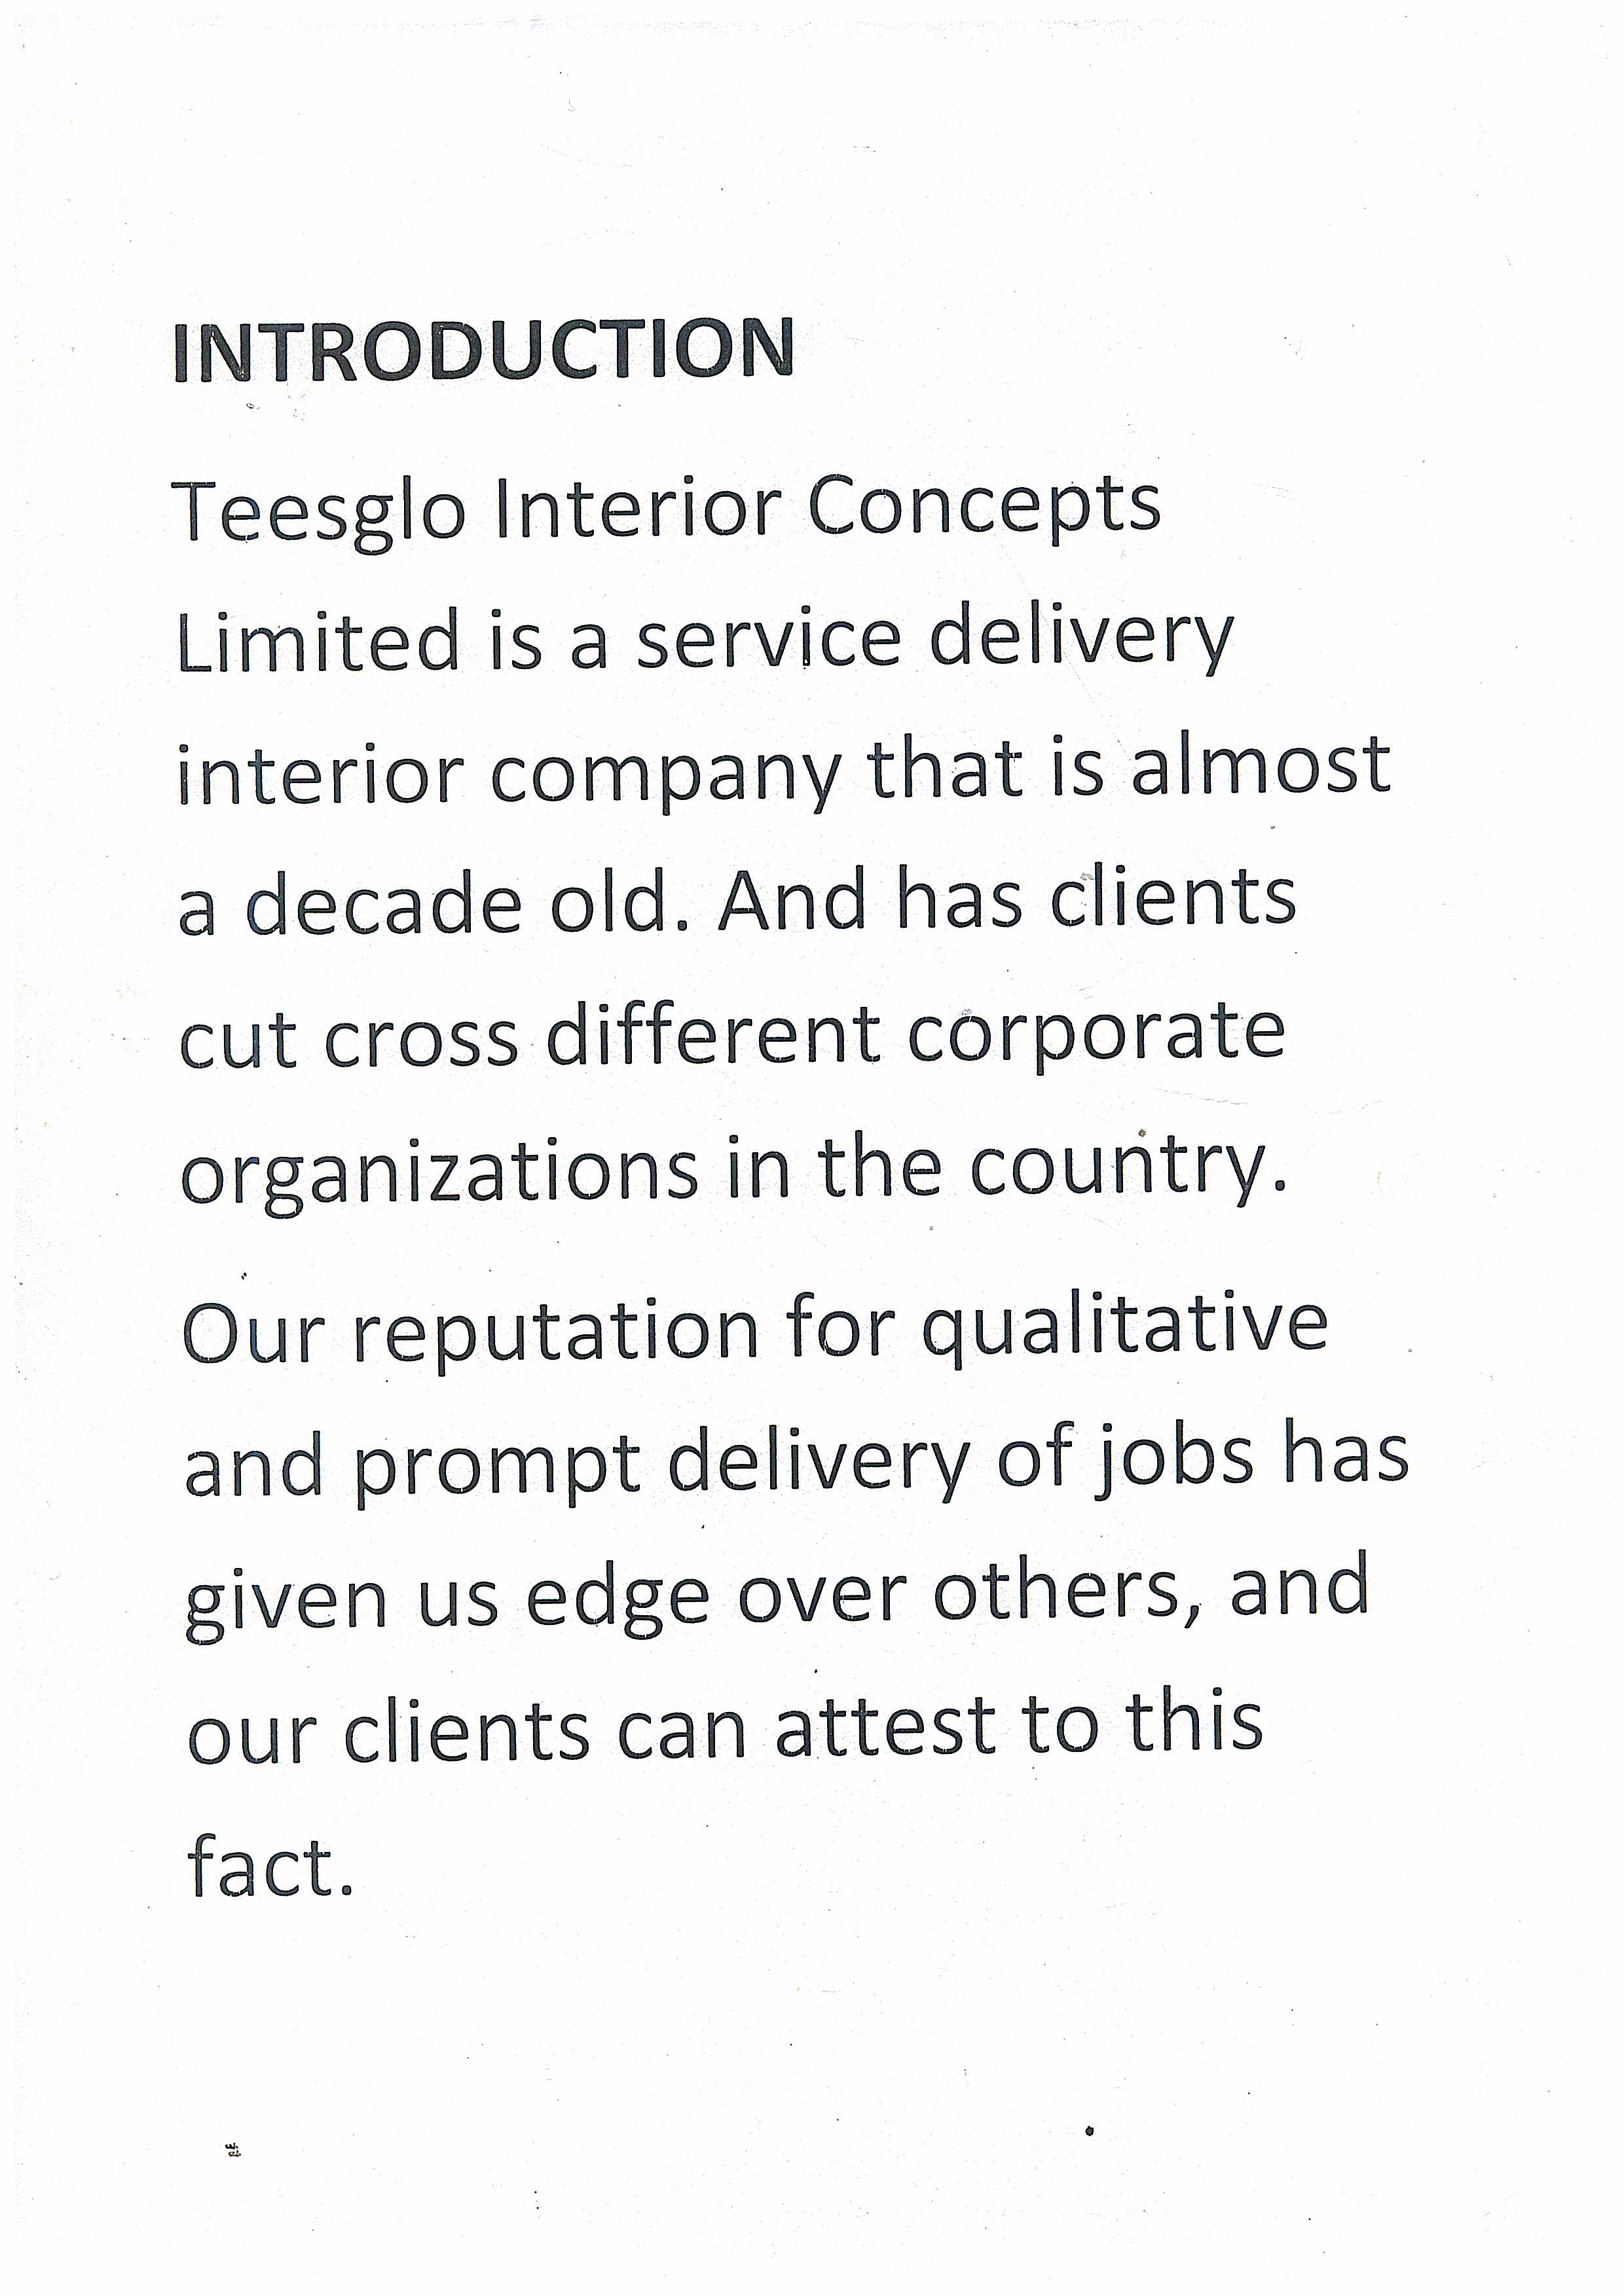 INTRODUCTION
Teesglo Interior Concepts
Limited is a service delivery
interior company that is almost
a decade old. And has clients
cut cross different corporate
organizations in the country.
Our reputation for qualitative
and prompt delivery of jobs has
given us edge over others, and
our clients can attest to this
fact.